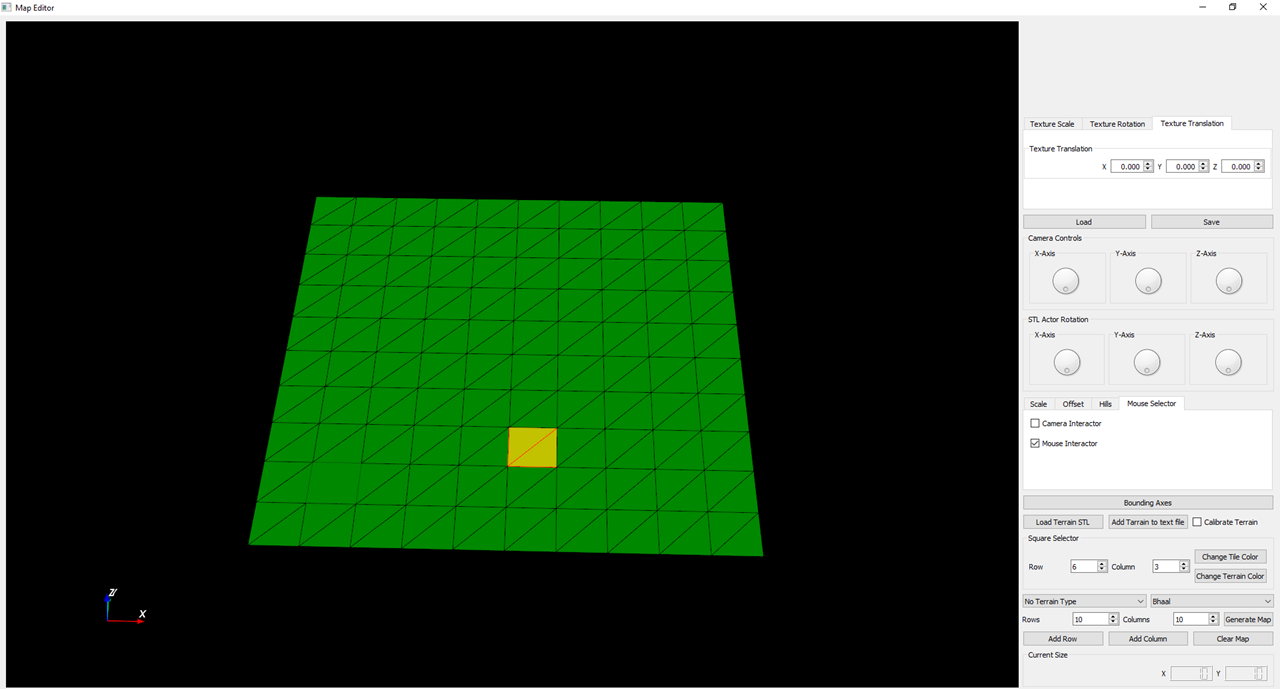 Map Editor
Texture Scale Texture Rotation Texture Translation
Texture Translation
X 0.000 Y 0.000 Z 0.000
Load Save
Camera Controls
X-Axis Y-Axis Z-Axis
STL Actor Rotation
X-Axis Y-Axis Z-Axis
Scale Offset Hills Mouse Selector
Camera Interactor
Mouse Interactor
Bounding Axes
Load Terrain STL Add Tarrain to text file Calibrate Terrain
Square Selector
Change Tile Color
Row 6 Column 3
Change Terrain Color
No Terrain Type Bhaal
Rows 10 Columns 10 Generate Map
Add Row Add Column Clear Map
Current Size
X Y
X